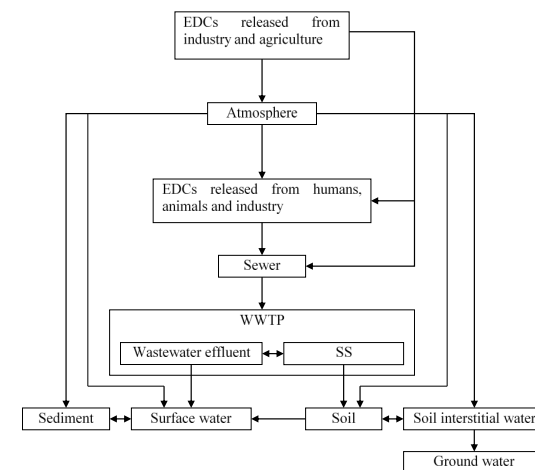 EDCs released from
industry and agriculture
Atmosphere
EDCs released from humans,
animals and industry
Sewer
WWTP
Wastewater effluent
SS
Sediment
Surface water
Soil
Soil interstitial water
Ground water